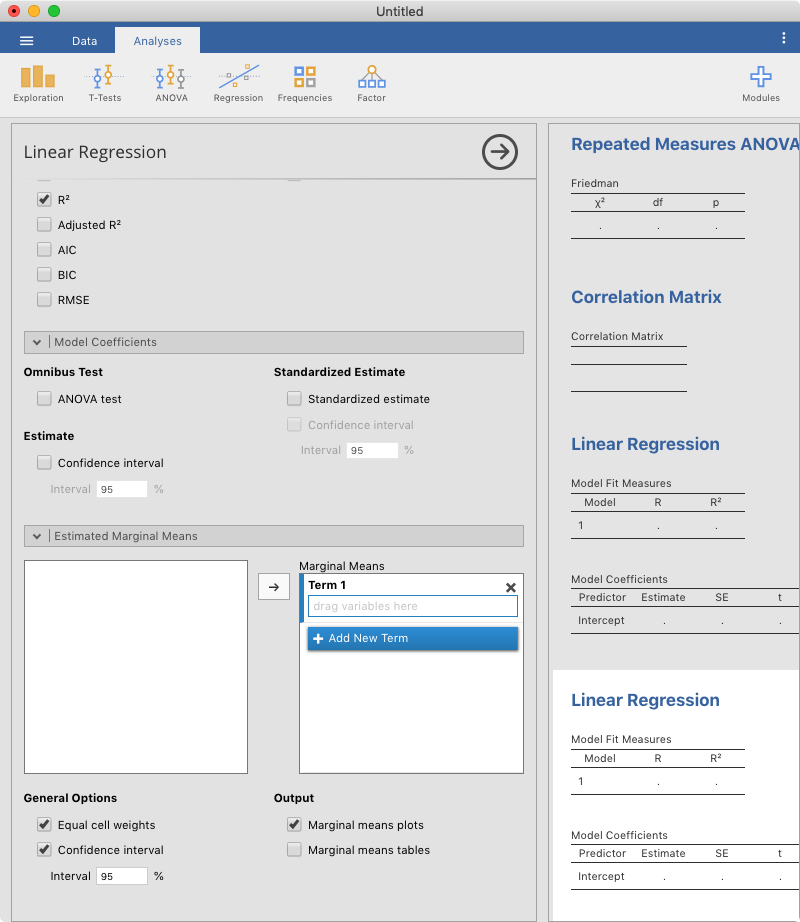 Untitled
Data
Analyses
Exploration
T-Tests
ANOVA
Regression
Frequencies
Factor
Modules
Linear Regression
R²
Adjusted R²
AIC
BIC
RMSE
Model Coefficients
Omnibus Test
ANOVA test
Estimate
Confidence interval
Interval 95 %
Standardized Estimate
Standardized estimate
Confidence interval
Interval 95 %
Estimated Marginal Means
Marginal Means
Term 1
drag variables here
Add New Term
General Options
Equal cell weights
Confidence interval
Interval 95 %
Output
Marginal means plots
Marginal means tables
Repeated Measures ANOVA
Friedman
χ² df p
. . .
Correlation Matrix
Correlation Matrix
Linear Regression
Model Fit Measures
Model R R²
1 . .
Model Coefficients
Predictor Estimate SE t
Intercept . . .
Linear Regression
Model Fit Measures
Model R R²
1 . .
Model Coefficients
Predictor Estimate SE t
Intercept . . .